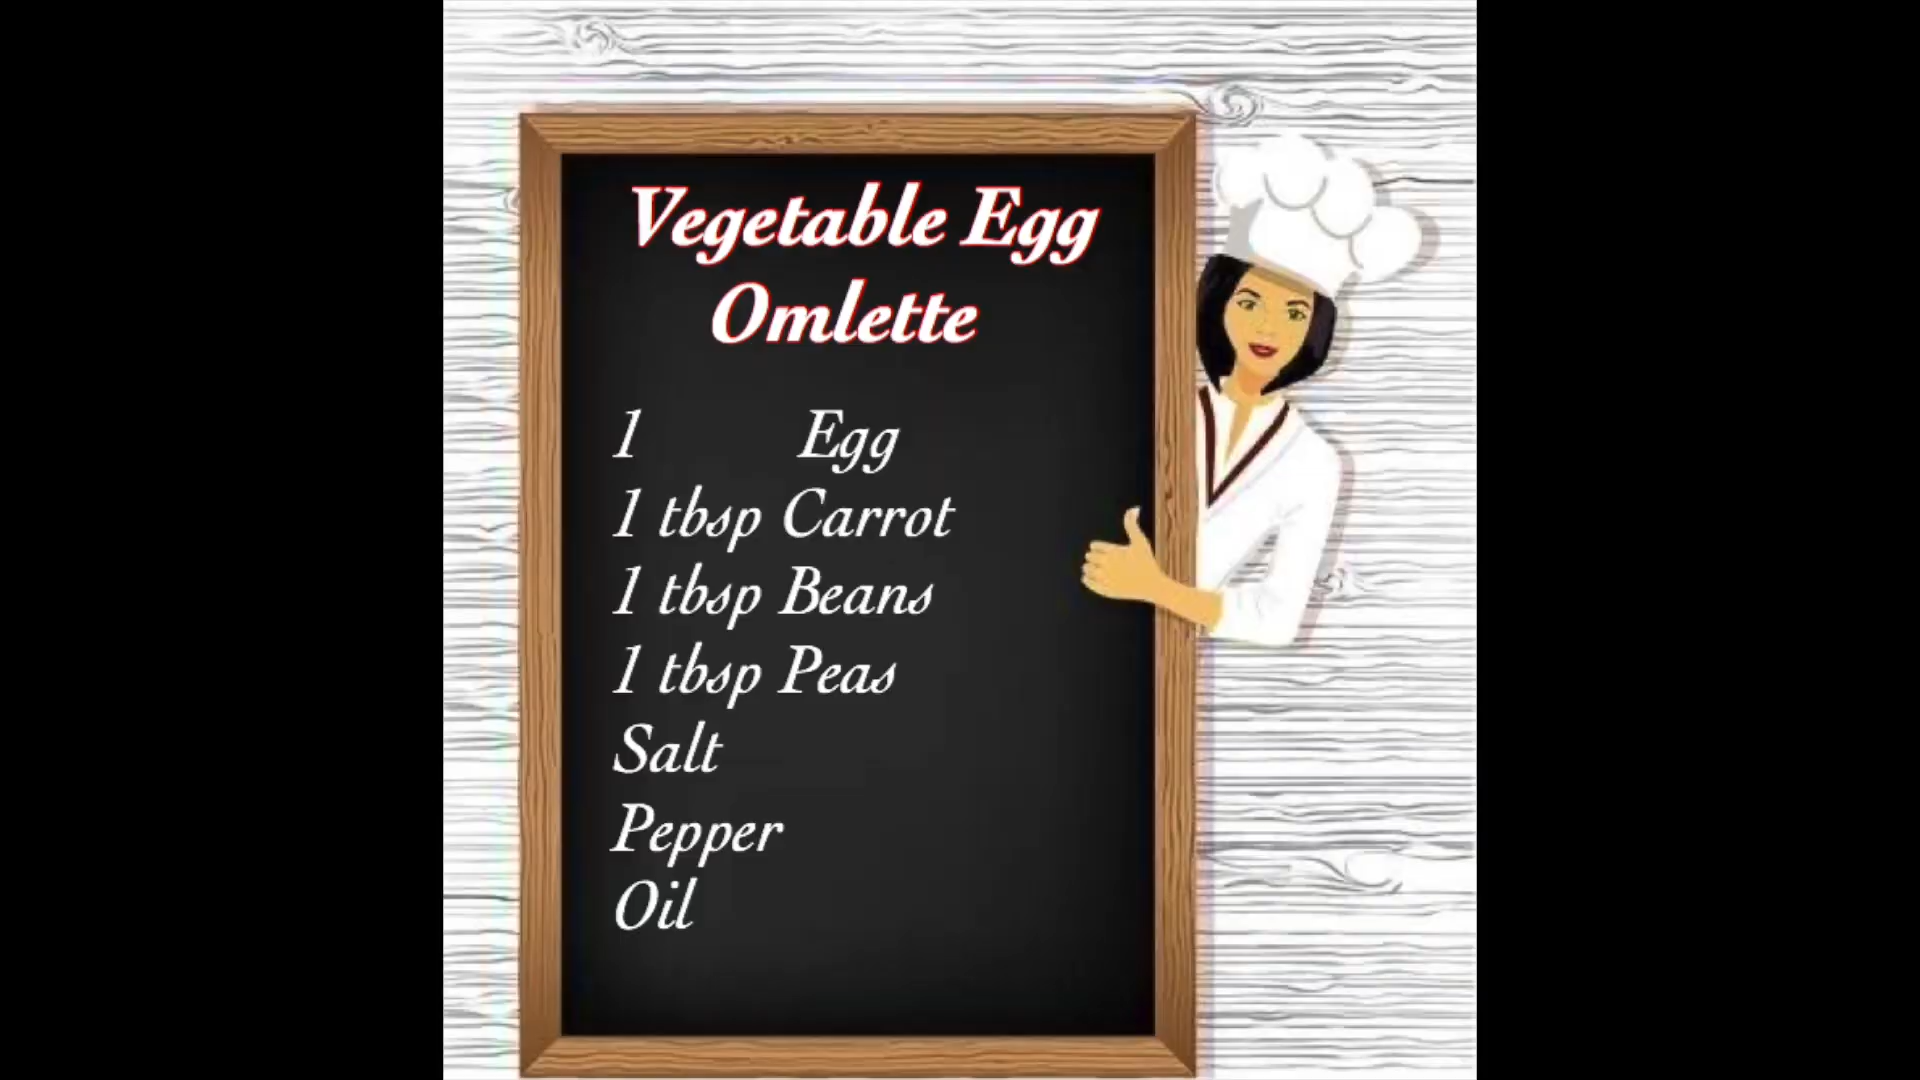 Vegetable Egg
Omlette
1 Egg
1 tbsp Carrot
1 tbsp Beans
1 tbsp Peas
Salt
Pepper
Oil